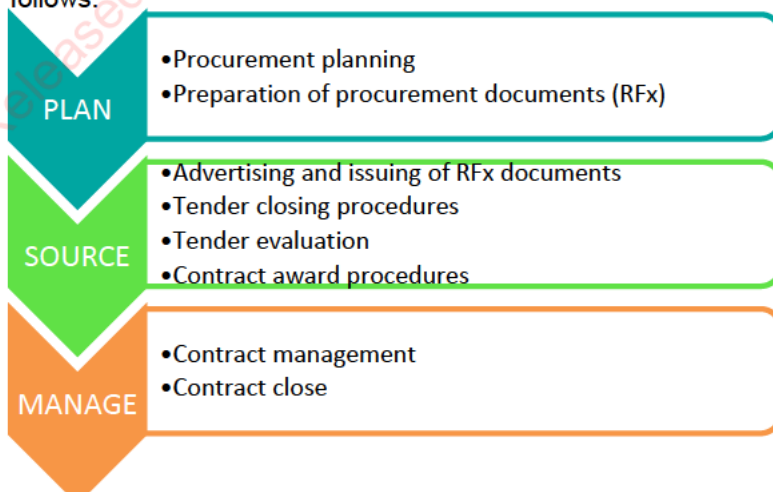 follows:
PLAN
•Procurement planning
•Preparation of procurement documents (RFx)
SOURCE
•Advertising and issuing of RFx documents
•Tender closing procedures
•Tender evaluation
•Contract award procedures
MANAGE
•Contract management
•Contract close